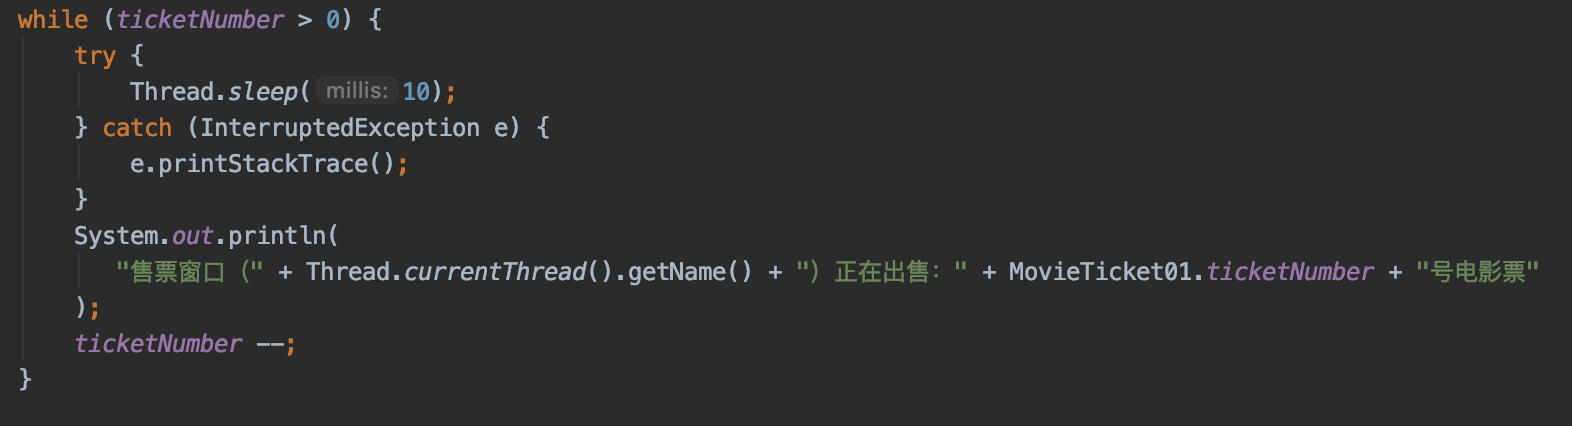 while (ticketNumber > 0) {
try {
Thread.sleep( millis: 10);
} catch (InterruptedException e) {
e.printStackTrace();
}
System.out.println(
"售票窗口（" + Thread.currentThread().getName() + "）正在出售：" + MovieTicket01.ticketNumber + "号电影票"
);
ticketNumber --;
}